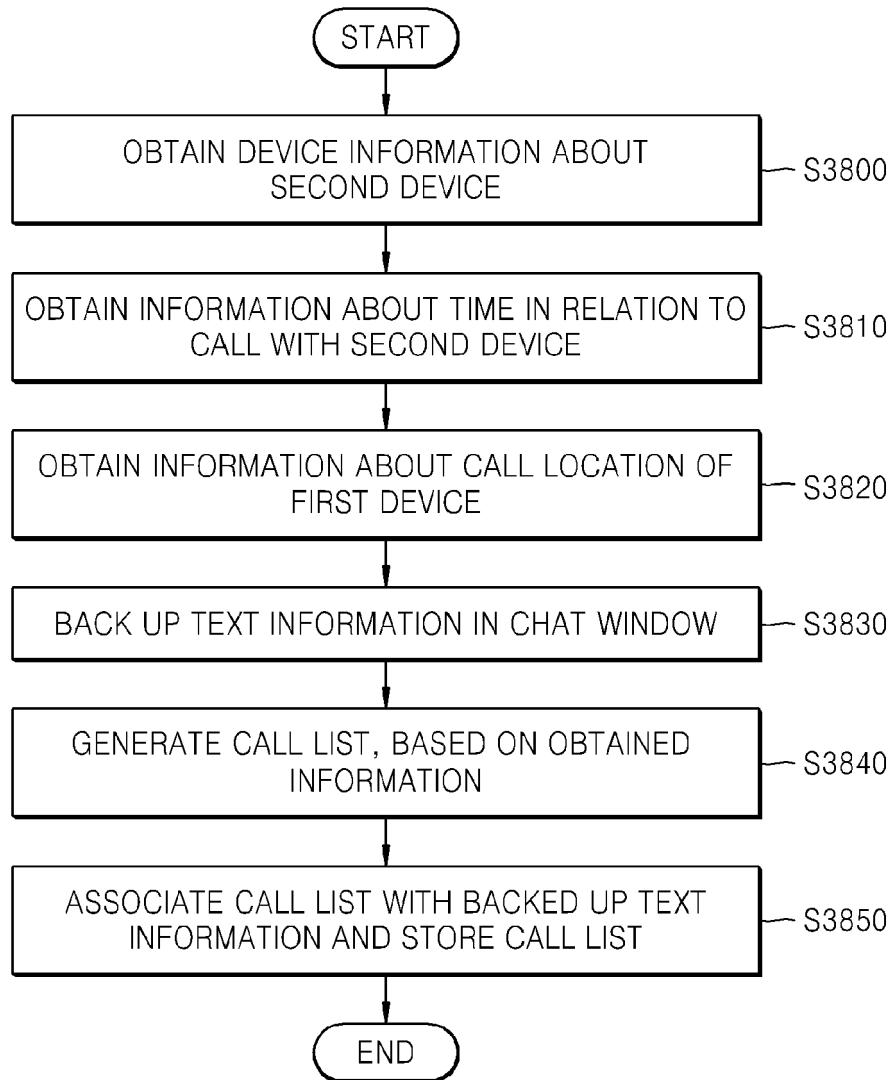 START
OBTAIN DEVICE INFORMATION ABOUT
SECOND DEVICE
S3800
OBTAIN INFORMATION ABOUT TIME IN RELATION TO
CALL WITH SECOND DEVICE
S3810
OBTAIN INFORMATION ABOUT CALL LOCATION OF
FIRST DEVICE
S3820
BACK UP TEXT INFORMATION IN CHAT WINDOW
S3830
GENERATE CALL LIST, BASED ON OBTAINED
INFORMATION
S3840
ASSOCIATE CALL LIST WITH BACKED UP TEXT
INFORMATION AND STORE CALL LIST
S3850
END